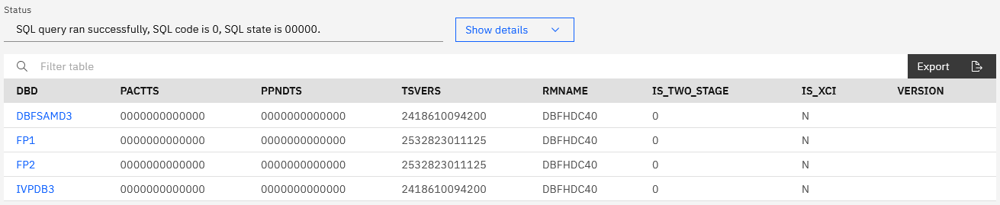 Status
SQL query ran successfully, SQL code is 0, SQL state is 00000. Show details
Filter table Export
DBD PACTTS PPNDTS TSVERS RMNAME IS_TWO_STAGE IS_XCI VERSION
DBFSAMD3 0000000000000 0000000000000 2418610094200 DBFHDC40 0 N
FP1 0000000000000 0000000000000 2532823011125 DBFHDC40 0 N
FP2 0000000000000 0000000000000 2532823011125 DBFHDC40 0 N
IVPDB3 0000000000000 0000000000000 2418610094200 DBFHDC40 0 N